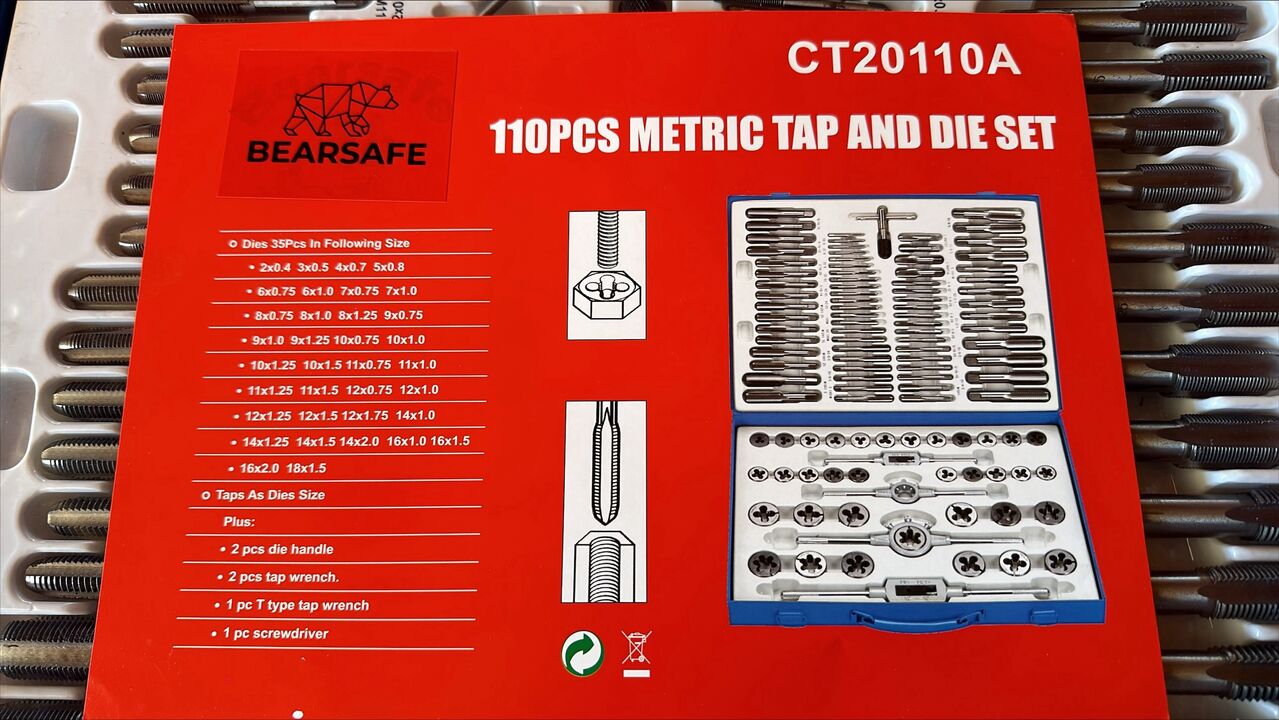 CT20110A
BEARSAFE
110PCS METRIC TAP AND DIE SET
Dies 35Pcs In Following Size
• 2x0.4 3x0.5 4x0.7 5x0.8
• 6x0.75 6x1.0 7x0.75 7x1.0
• 8x0.75 8x1.0 8x1.25 9x0.75
• 9x1.0 9x1.25 10x0.75 10x1.0
• 10x1.25 10x1.5 11x0.75 11x1.0
• 11x1.25 11x1.5 12x0.75 12x1.0
• 12x1.25 12x1.5 12x1.75 14x1.0
• 14x1.25 14x1.5 14x2.0 16x1.0 16x1.5
• 16x2.0 18x1.5
Taps As Dies Size
Plus:
• 2 pcs die handle
• 2 pcs tap wrench.
• 1 pc T type tap wrench
• 1 pc screwdriver